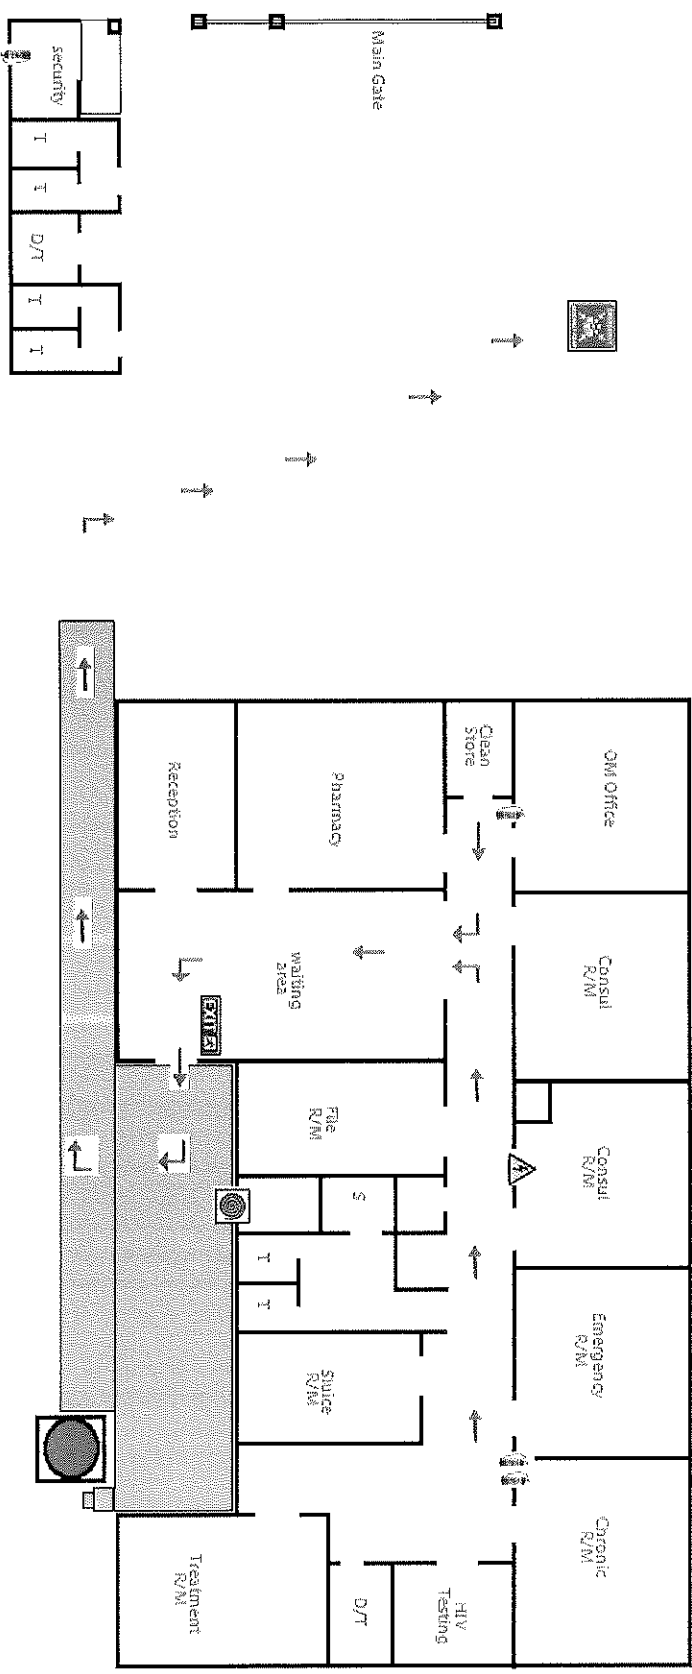 Main Gate
security
T
T
D/T
T
T
OM Office
Clean
Store
Pharmacy
Reception
Consul
R/M
waiting
area
EXIT
Consul
R/M
File
R/M
S
T
T
Emergency
R/M
Sluice
R/M
Chronic
R/M
HIV
Testing
D/T
Treatment
R/M